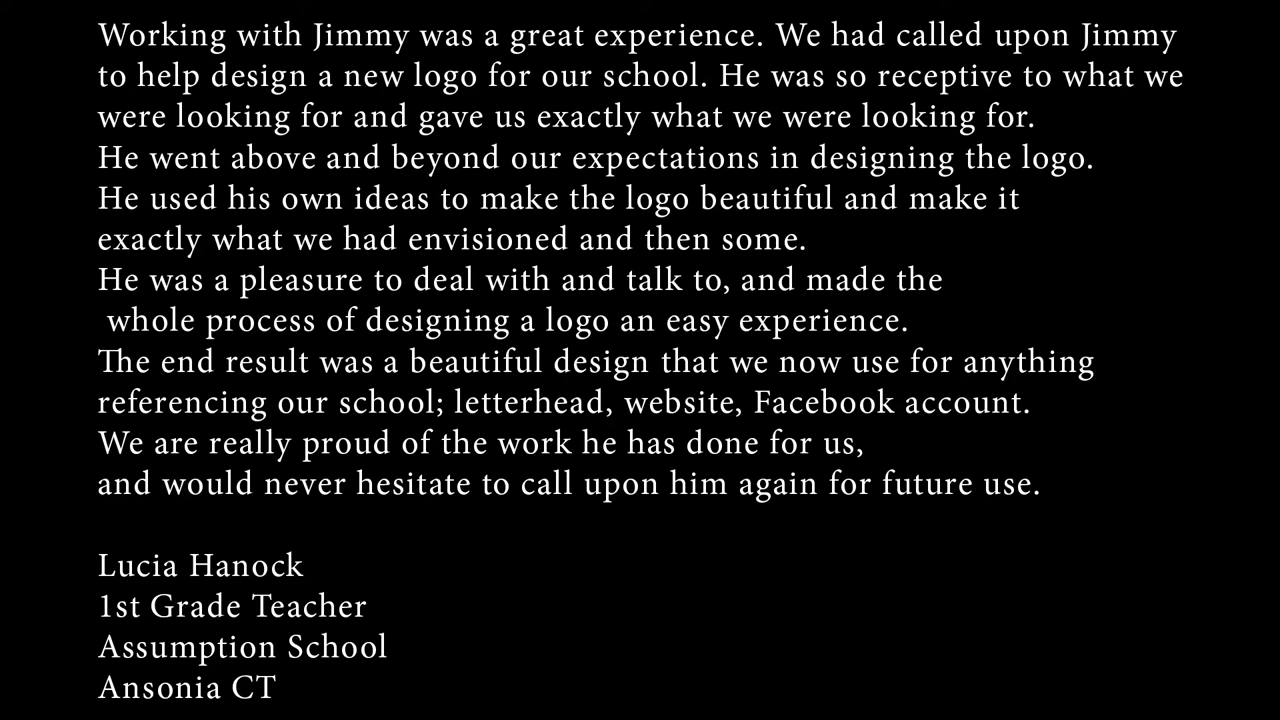 Working with Jimmy was a great experience. We had called upon Jimmy
to help design a new logo for our school. He was so receptive to what we
were looking for and gave us exactly what we were looking for.
He went above and beyond our expectations in designing the logo.
He used his own ideas to make the logo beautiful and make it
exactly what we had envisioned and then some.
He was a pleasure to deal with and talk to, and made the
whole process of designing a logo an easy experience.
The end result was a beautiful design that we now use for anything
referencing our school; letterhead, website, Facebook account.
We are really proud of the work he has done for us,
and would never hesitate to call upon him again for future use.
Lucia Hanock
1st Grade Teacher
Assumption School
Ansonia CT